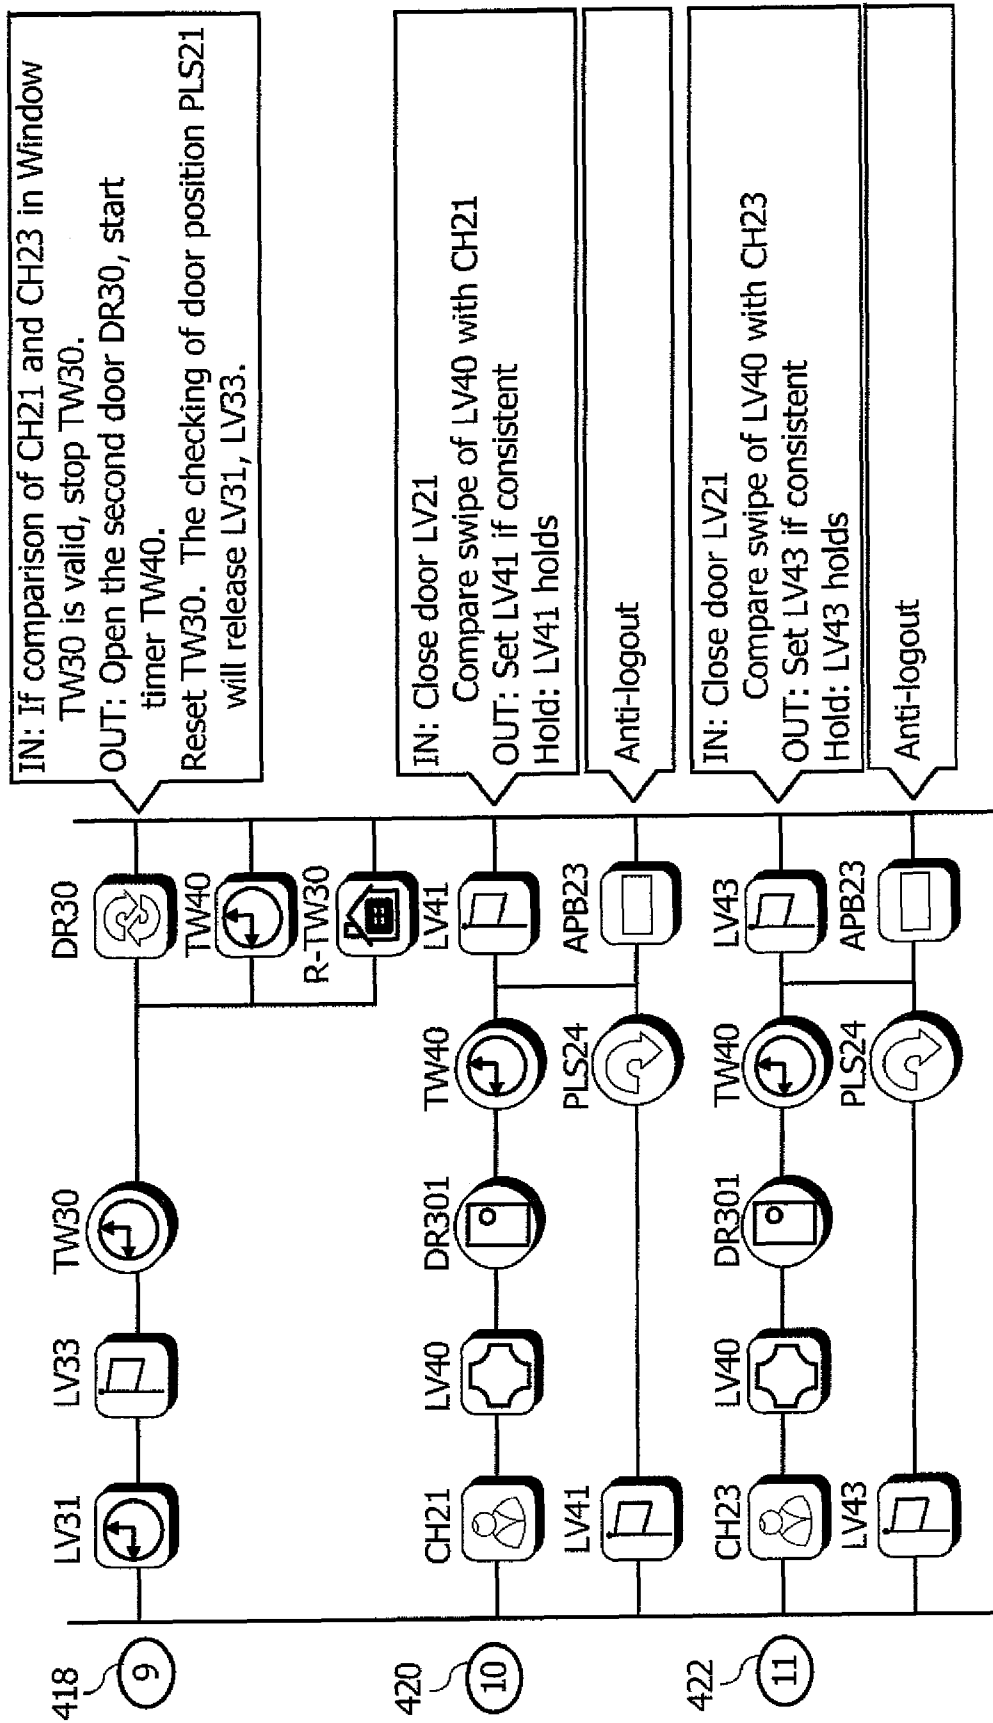 418
9
LV31
LV33
TW30
DR30
TW40
R-TW30
IN: If comparison of CH21 and CH23 in Window
TW30 is valid, stop TW30.
OUT: Open the second door DR30, start
timer TW40.
Reset TW30. The checking of door position PLS21
will release LV31, LV33.
420
10
CH21
LV40
DR301
TW40
LV41
IN: Close door LV21
Compare swipe of LV40 with CH21
OUT: Set LV41 if consistent
Hold: LV41 holds
LV41
PLS24
APB23
Anti-logout
422
11
CH23
LV40
DR301
TW40
LV43
IN: Close door LV21
Compare swipe of LV40 with CH23
OUT: Set LV43 if consistent
Hold: LV43 holds
LV43
PLS24
APB23
Anti-logout